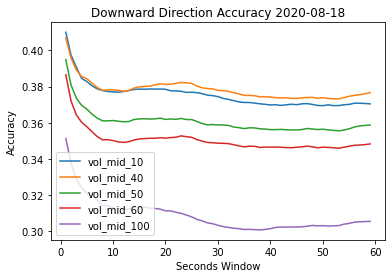 Downward Direction Accuracy 2020-08-18
Accuracy
0.40
0.38
0.36
0.34
0.32
0.30
vol_mid_10
vol_mid_40
vol_mid_50
vol_mid_60
vol_mid_100
0 10 20 30 40 50 60
Seconds Window